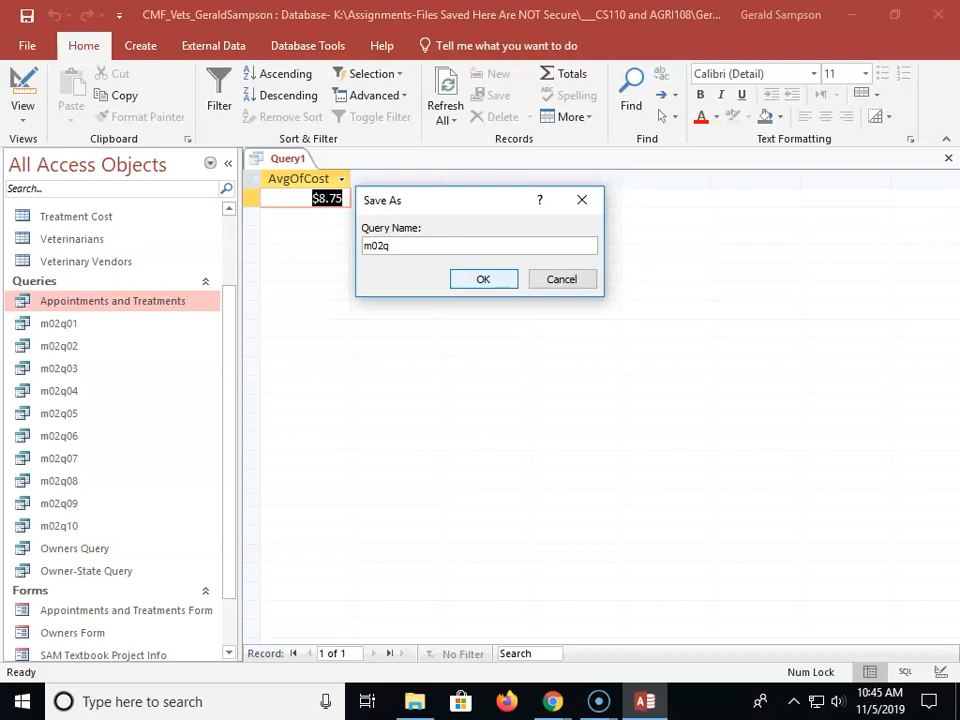 CMF_Vets_GeraldSampson : Database- K:\Assignments-Files Saved Here Are NOT Secure\___CS110 and AGRI108\Ger... Gerald Sampson
File Home Create External Data Database Tools Help Tell me what you want to do
View
Views
Paste
Cut
Copy
Format Painter
Clipboard
Filter
Ascending
Descending
Remove Sort
Selection
Advanced
Toggle Filter
Sort & Filter
Refresh
All
New
Save
Delete
Totals
Spelling
More
Records
Find
Find
Calibri (Detail) 11
B I U
A
Text Formatting
All Access Objects
Search...
Treatment Cost
Veterinarians
Veterinary Vendors
Queries
Appointments and Treatments
m02q01
m02q02
m02q03
m02q04
m02q05
m02q06
m02q07
m02q08
m02q09
m02q10
Owners Query
Owner-State Query
Forms
Appointments and Treatments Form
Owners Form
SAM Textbook Project Info
Query1
AvgOfCost
$8.75
Save As ?
Query Name:
m02q
OK Cancel
Record: 1 of 1 No Filter Search
Ready Num Lock SQL
Type here to search
10:45 AM
11/5/2019